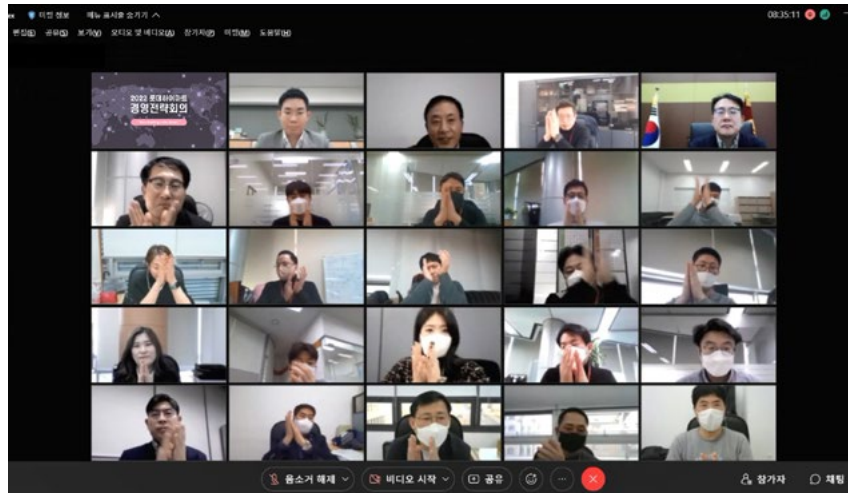 ex 미팅 정보 메뉴 표시줄 숨기기 08:35:11
편집(E) 공유(S) 보기(V) 오디오 및 비디오(A) 참가자(P) 미팅(M) 도움말(H)
2022 롯데하이마트
경영전략회의
음소거 해제 비디오 시작 공유 ... 참가자 채팅